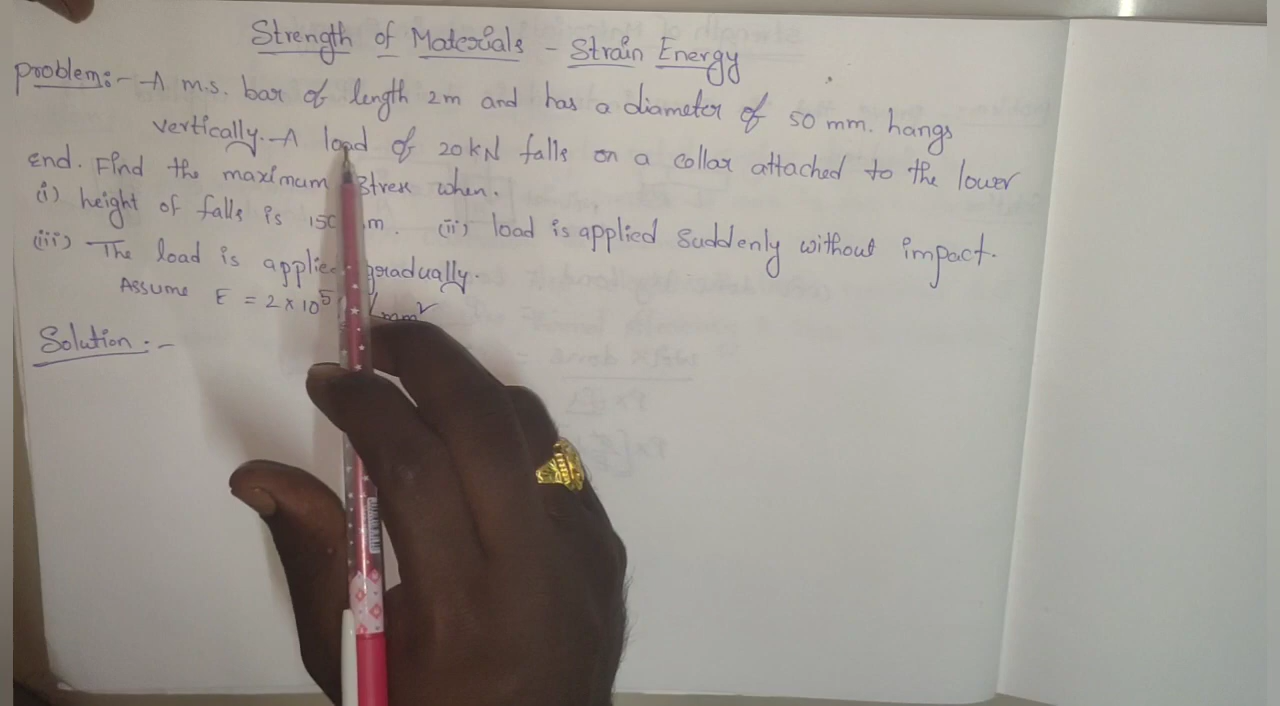 Strength of Materials - Strain Energy
problem:- A m.s. bar of length 2m and has a diameter of 50 mm. hangs
vertically. A load of 20kN falls on a collar attached to the lower
end. Find the maximum stress when.
(i) height of falls is m. (ii) load is applied suddenly without impact.
(iii) The load is applied gradually.
Assume E = 2 × 10⁵ /mm²
Solution:-